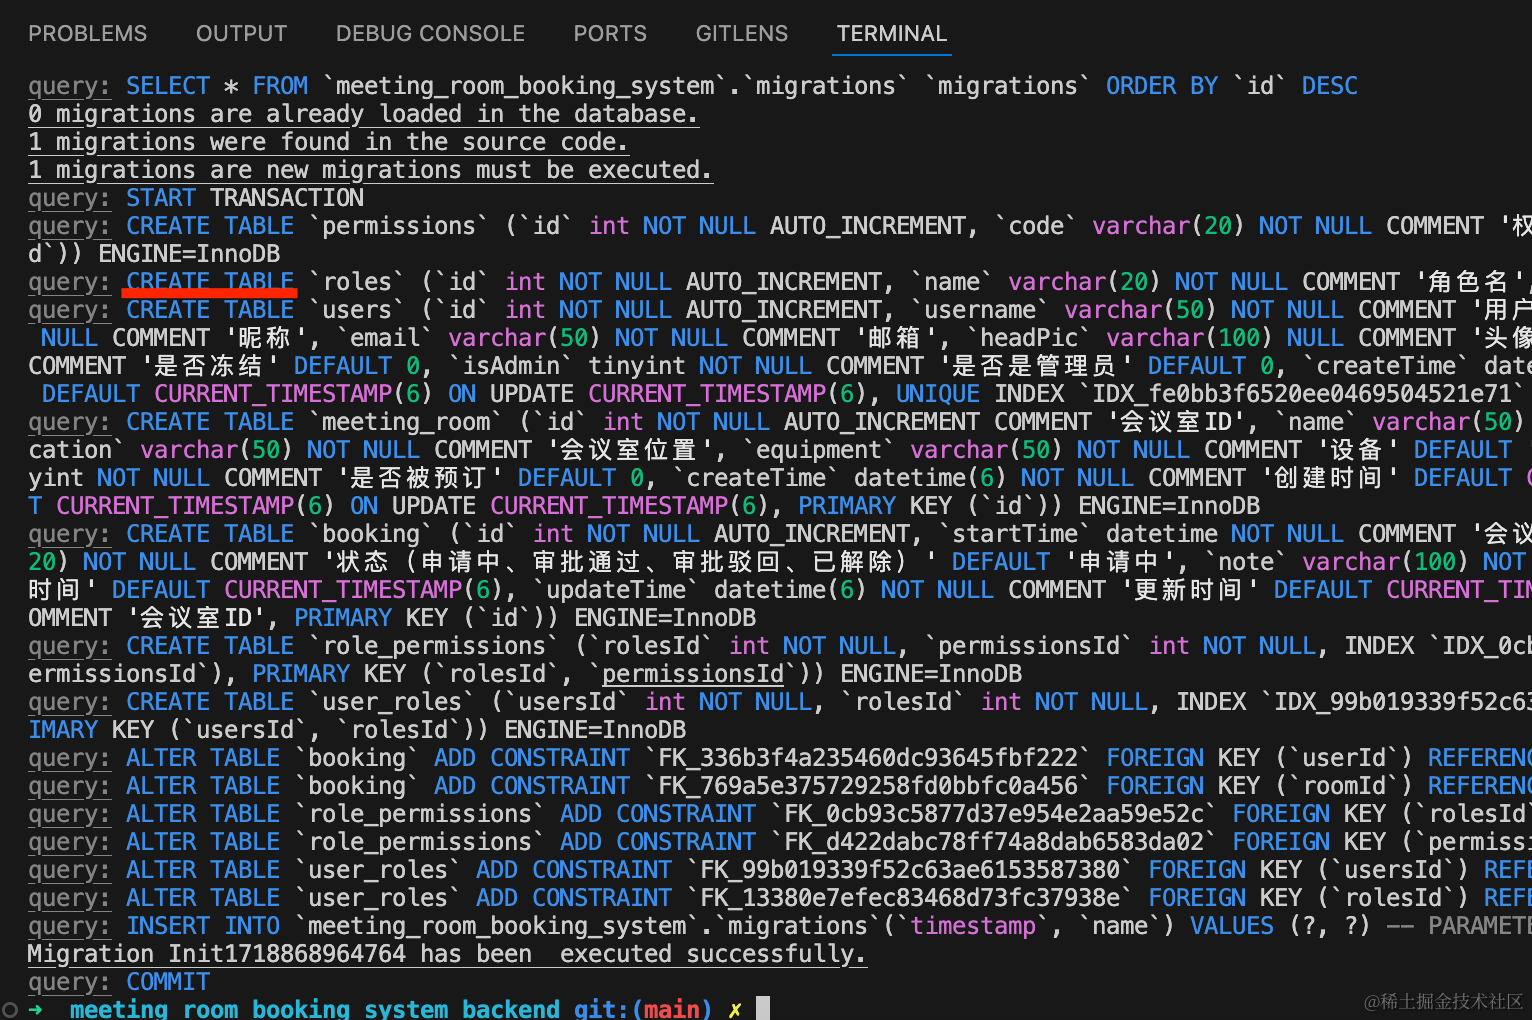 PROBLEMS OUTPUT DEBUG CONSOLE PORTS GITLENS TERMINAL
query: SELECT * FROM `meeting_room_booking_system`.`migrations` `migrations` ORDER BY `id` DESC
0 migrations are already loaded in the database.
1 migrations were found in the source code.
1 migrations are new migrations must be executed.
query: START TRANSACTION
query: CREATE TABLE `permissions` (`id` int NOT NULL AUTO_INCREMENT, `code` varchar(20) NOT NULL COMMENT '权
d`)) ENGINE=InnoDB
query: CREATE TABLE `roles` (`id` int NOT NULL AUTO_INCREMENT, `name` varchar(20) NOT NULL COMMENT '角色名',
query: CREATE TABLE `users` (`id` int NOT NULL AUTO_INCREMENT, `username` varchar(50) NOT NULL COMMENT '用户
NULL COMMENT '昵称', `email` varchar(50) NOT NULL COMMENT '邮箱', `headPic` varchar(100) NULL COMMENT '头像
COMMENT '是否冻结' DEFAULT 0, `isAdmin` tinyint NOT NULL COMMENT '是否是管理员' DEFAULT 0, `createTime` date
DEFAULT CURRENT_TIMESTAMP(6) ON UPDATE CURRENT_TIMESTAMP(6), UNIQUE INDEX `IDX_fe0bb3f6520ee0469504521e71`
query: CREATE TABLE `meeting_room` (`id` int NOT NULL AUTO_INCREMENT COMMENT '会议室ID', `name` varchar(50)
cation` varchar(50) NOT NULL COMMENT '会议室位置', `equipment` varchar(50) NOT NULL COMMENT '设备' DEFAULT
yint NOT NULL COMMENT '是否被预订' DEFAULT 0, `createTime` datetime(6) NOT NULL COMMENT '创建时间' DEFAULT C
T CURRENT_TIMESTAMP(6) ON UPDATE CURRENT_TIMESTAMP(6), PRIMARY KEY (`id`)) ENGINE=InnoDB
query: CREATE TABLE `booking` (`id` int NOT NULL AUTO_INCREMENT, `startTime` datetime NOT NULL COMMENT '会议
20) NOT NULL COMMENT '状态（申请中、审批通过、审批驳回、已解除）' DEFAULT '申请中', `note` varchar(100) NOT
时间' DEFAULT CURRENT_TIMESTAMP(6), `updateTime` datetime(6) NOT NULL COMMENT '更新时间' DEFAULT CURRENT_TIM
OMMENT '会议室ID', PRIMARY KEY (`id`)) ENGINE=InnoDB
query: CREATE TABLE `role_permissions` (`rolesId` int NOT NULL, `permissionsId` int NOT NULL, INDEX `IDX_0cb
ermissionsId`), PRIMARY KEY (`rolesId`, `permissionsId`)) ENGINE=InnoDB
query: CREATE TABLE `user_roles` (`usersId` int NOT NULL, `rolesId` int NOT NULL, INDEX `IDX_99b019339f52c63
IMARY KEY (`usersId`, `rolesId`)) ENGINE=InnoDB
query: ALTER TABLE `booking` ADD CONSTRAINT `FK_336b3f4a235460dc93645fbf222` FOREIGN KEY (`userId`) REFERENC
query: ALTER TABLE `booking` ADD CONSTRAINT `FK_769a5e375729258fd0bbfc0a456` FOREIGN KEY (`roomId`) REFERENC
query: ALTER TABLE `role_permissions` ADD CONSTRAINT `FK_0cb93c5877d37e954e2aa59e52c` FOREIGN KEY (`rolesId`
query: ALTER TABLE `role_permissions` ADD CONSTRAINT `FK_d422dabc78ff74a8dab6583da02` FOREIGN KEY (`permissi
query: ALTER TABLE `user_roles` ADD CONSTRAINT `FK_99b019339f52c63ae6153587380` FOREIGN KEY (`usersId`) REFE
query: ALTER TABLE `user_roles` ADD CONSTRAINT `FK_13380e7efec83468d73fc37938e` FOREIGN KEY (`rolesId`) REFE
query: INSERT INTO `meeting_room_booking_system`.`migrations`(`timestamp`, `name`) VALUES (?, ?) -- PARAMETE
Migration Init1718868964764 has been  executed successfully.
query: COMMIT
➜  meeting_room_booking_system_backend git:(main) ✗
@稀土掘金技术社区